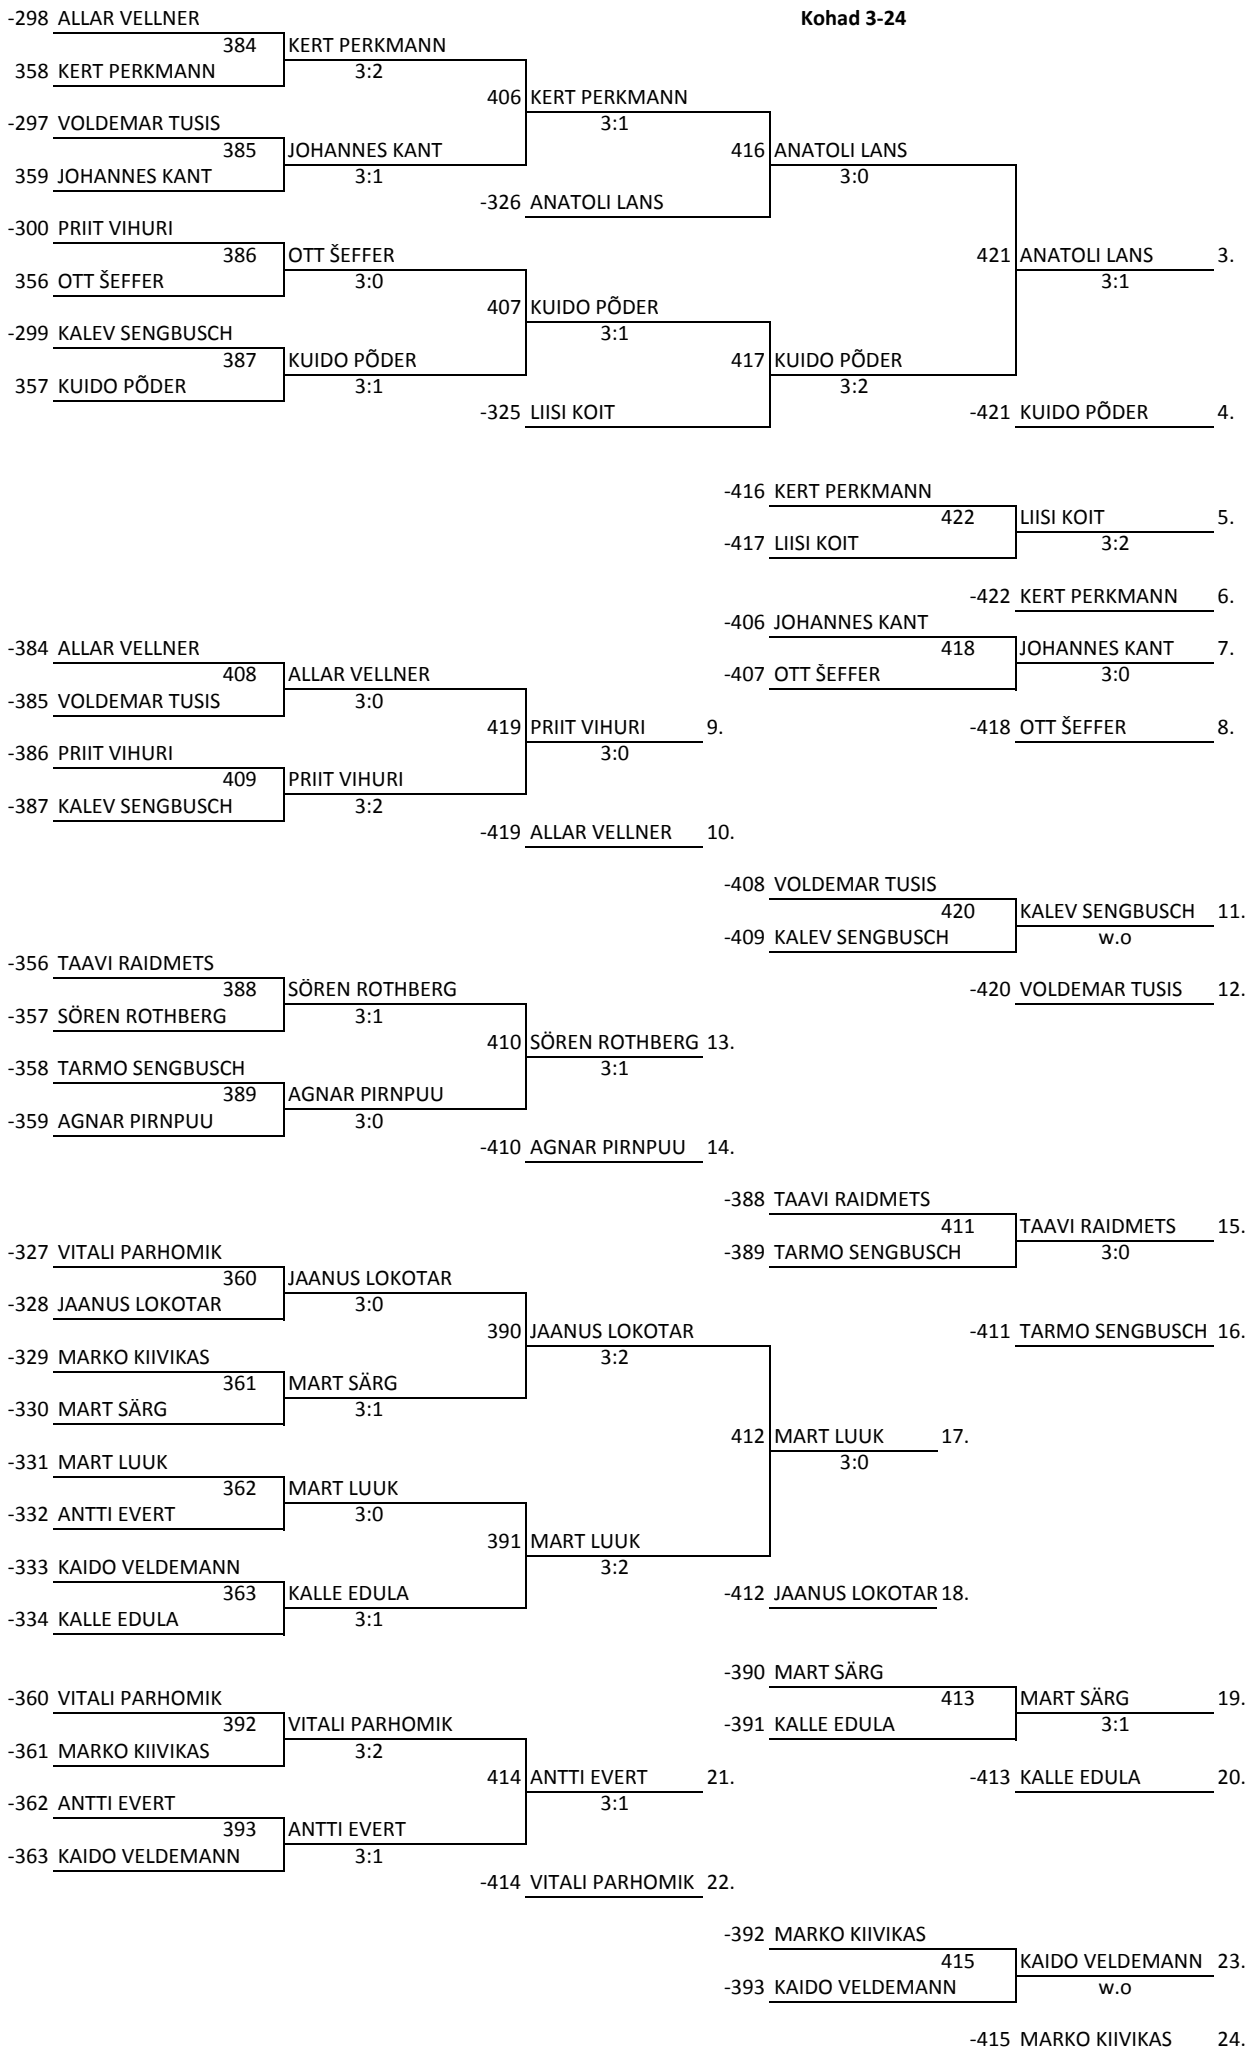 -298 ALLAR VELLNER Kohad 3-24
384 KERT PERKMANN
358 KERT PERKMANN 3:2
406 KERT PERKMANN
-297 VOLDEMAR TUSIS 3:1
385 JOHANNES KANT 416 ANATOLI LANS
359 JOHANNES KANT 3:1 3:0
-326 ANATOLI LANS
-300 PRIIT VIHURI
386 OTT ŠEFFER 421 ANATOLI LANS 3.
356 OTT ŠEFFER 3:0 3:1
407 KUIDO PÕDER
-299 KALEV SENGBUSCH 3:1
387 KUIDO PÕDER 417 KUIDO PÕDER
357 KUIDO PÕDER 3:1 3:2
-325 LIISI KOIT -421 KUIDO PÕDER 4.
-416 KERT PERKMANN
422 LIISI KOIT 5.
-417 LIISI KOIT 3:2
-422 KERT PERKMANN 6.
-406 JOHANNES KANT
-384 ALLAR VELLNER 418 JOHANNES KANT 7.
408 ALLAR VELLNER -407 OTT ŠEFFER 3:0
-385 VOLDEMAR TUSIS 3:0
419 PRIIT VIHURI 9. -418 OTT ŠEFFER 8.
-386 PRIIT VIHURI 3:0
409 PRIIT VIHURI
-387 KALEV SENGBUSCH 3:2
-419 ALLAR VELLNER 10.
-408 VOLDEMAR TUSIS
420 KALEV SENGBUSCH 11.
-409 KALEV SENGBUSCH w.o
-356 TAAVI RAIDMETS
388 SÖREN ROTHBERG -420 VOLDEMAR TUSIS 12.
-357 SÖREN ROTHBERG 3:1
410 SÖREN ROTHBERG 13.
-358 TARMO SENGBUSCH 3:1
389 AGNAR PIRNPUU
-359 AGNAR PIRNPUU 3:0
-410 AGNAR PIRNPUU 14.
-388 TAAVI RAIDMETS
411 TAAVI RAIDMETS 15.
-327 VITALI PARHOMIK -389 TARMO SENGBUSCH 3:0
360 JAANUS LOKOTAR
-328 JAANUS LOKOTAR 3:0
390 JAANUS LOKOTAR -411 TARMO SENGBUSCH 16.
-329 MARKO KIIVIKAS 3:2
361 MART SÄRG
-330 MART SÄRG 3:1
412 MART LUUK 17.
-331 MART LUUK 3:0
362 MART LUUK
-332 ANTTI EVERT 3:0
391 MART LUUK
-333 KAIDO VELDEMANN 3:2
363 KALLE EDULA -412 JAANUS LOKOTAR 18.
-334 KALLE EDULA 3:1
-390 MART SÄRG
-360 VITALI PARHOMIK 413 MART SÄRG 19.
392 VITALI PARHOMIK -391 KALLE EDULA 3:1
-361 MARKO KIIVIKAS 3:2
414 ANTTI EVERT 21. -413 KALLE EDULA 20.
-362 ANTTI EVERT 3:1
393 ANTTI EVERT
-363 KAIDO VELDEMANN 3:1
-414 VITALI PARHOMIK 22.
-392 MARKO KIIVIKAS
415 KAIDO VELDEMANN 23.
-393 KAIDO VELDEMANN w.o
-415 MARKO KIIVIKAS 24.